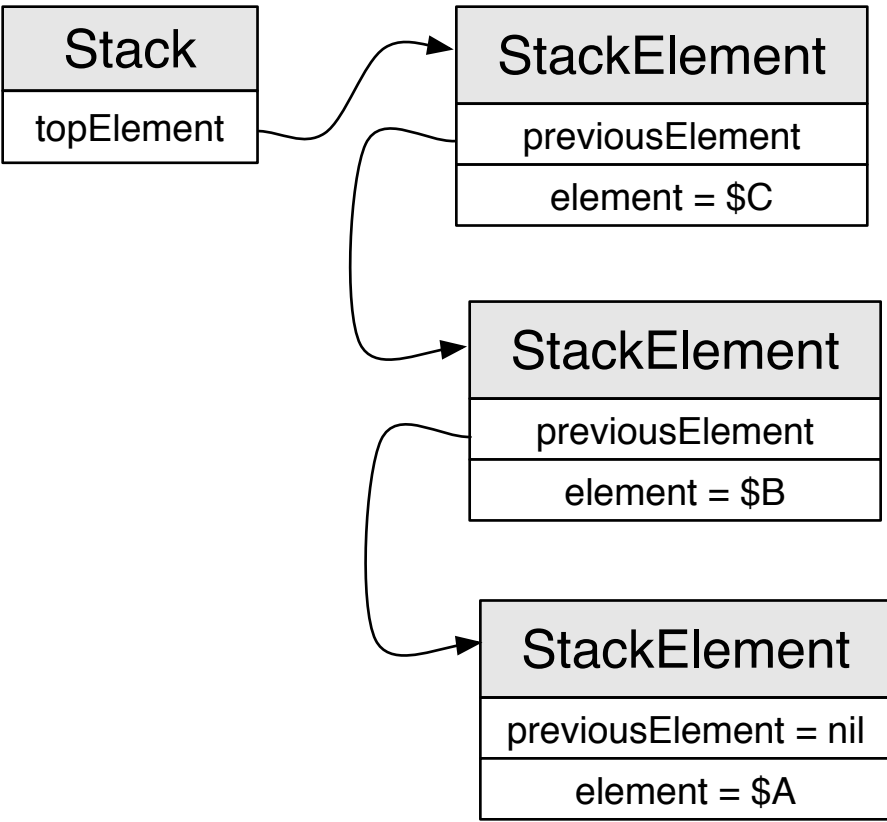 Stack
topElement
StackElement
previousElement
element = $C
StackElement
previousElement
element = $B
StackElement
previousElement = nil
element = $A